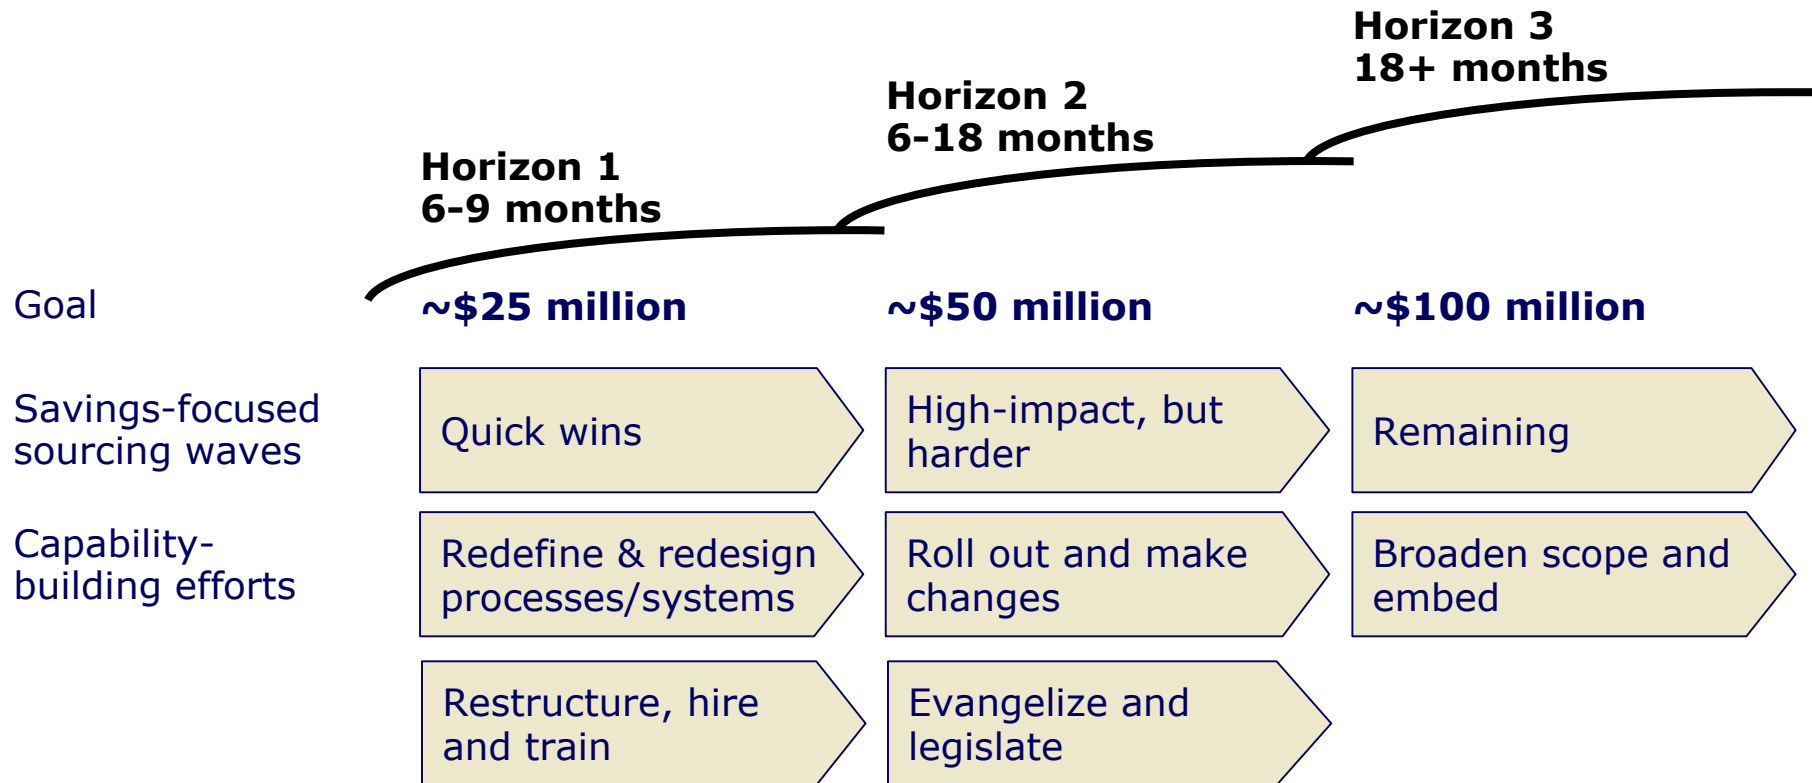 Horizon 3
18+ months
Horizon 2
6-18 months
Horizon 1
6-9 months
Goal
~$25 million
~$50 million
~$100 million
Savings-focused
sourcing waves
Quick wins
High-impact, but
harder
Remaining
Capability-
building efforts
Redefine & redesign
processes/systems
Roll out and make
changes
Broaden scope and
embed
Restructure, hire
and train
Evangelize and
legislate